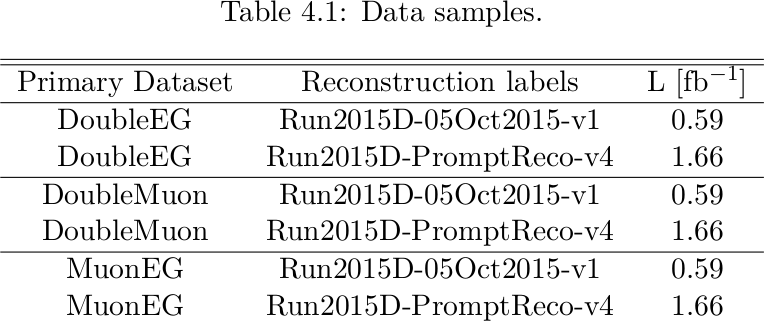 Table 4.1: Data samples.
Primary Dataset Reconstruction labels L [fb⁻¹]
DoubleEG Run2015D-05Oct2015-v1 0.59
DoubleEG Run2015D-PromptReco-v4 1.66
DoubleMuon Run2015D-05Oct2015-v1 0.59
DoubleMuon Run2015D-PromptReco-v4 1.66
MuonEG Run2015D-05Oct2015-v1 0.59
MuonEG Run2015D-PromptReco-v4 1.66